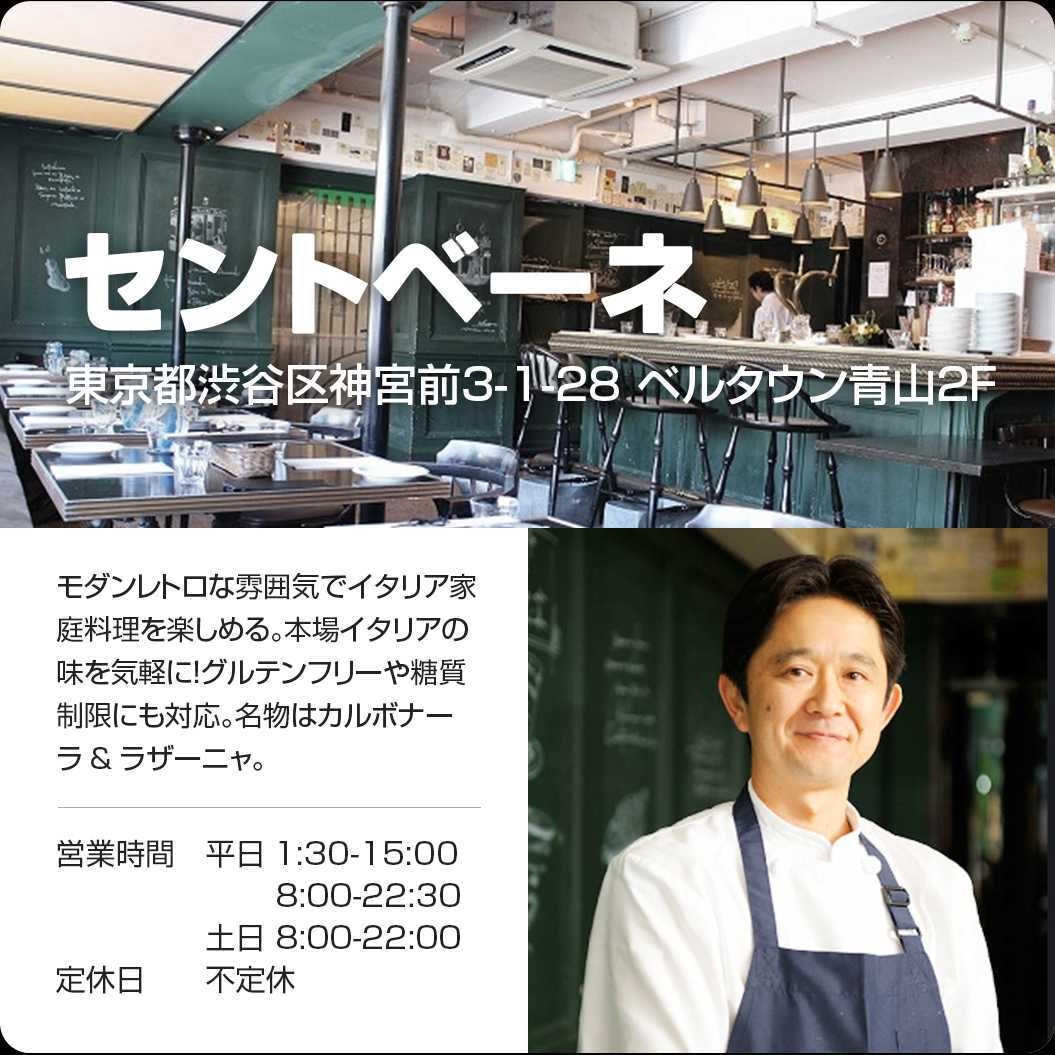 セントベーネ
東京都渋谷区神宮前3-1-28 ベルタウン青山2F
モダンレトロな雰囲気でイタリア家
庭料理を楽しめる。本場イタリアの
味を気軽に!グルテンフリーや糖質
制限にも対応。名物はカルボナー
ラ & ラザーニャ。
営業時間 平日 1:30-15:00
8:00-22:30
土日 8:00-22:00
定休日 不定休